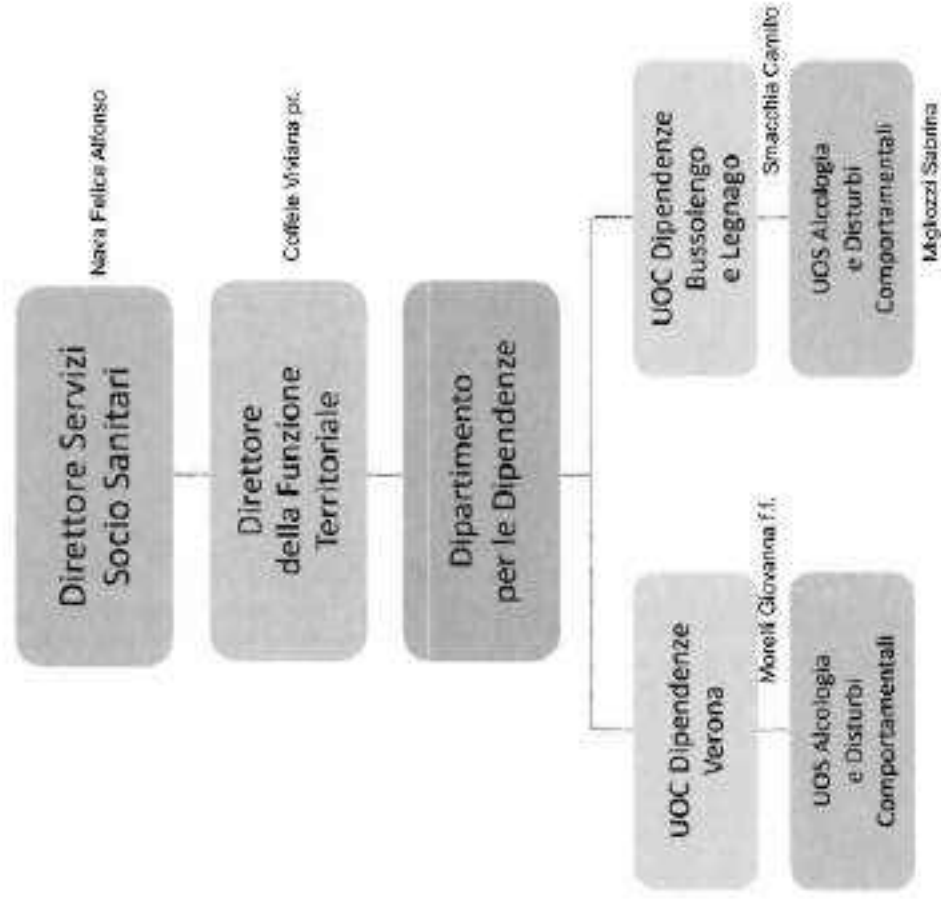 Direttore Servizi
Socio Sanitari
Nava Felice Alfonso
Direttore
della Funzione
Territoriale
Coffele Viviana pr.
Dipartimento
per le Dipendenze
UOC Dipendenze
Verona
Morelli Giovanna f.f.
UOS Alcologia
e Disturbi
Comportamentali
UOC Dipendenze
Bussolengo
e Legnago
Smacchia Camillo
UOS Alcologia
e Disturbi
Comportamentali
Migliozzi Sabrina